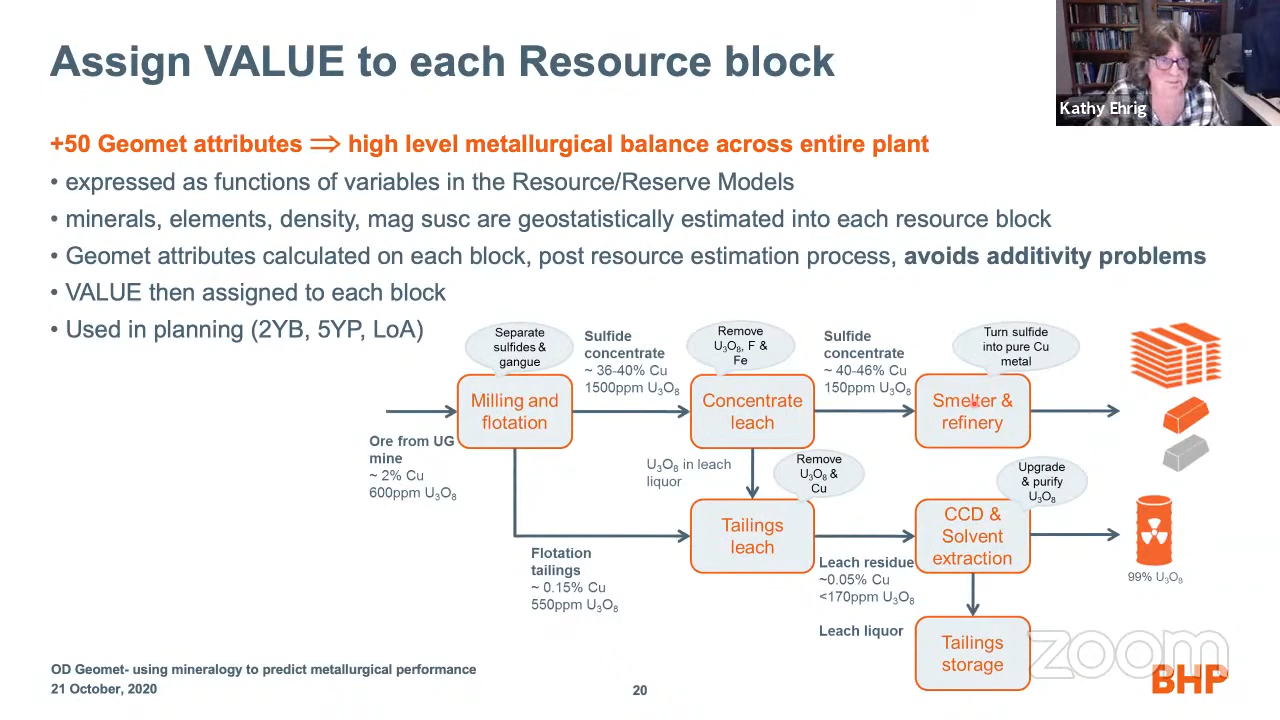 Assign VALUE to each Resource block
Kathy Ehrig
+50 Geomet attributes ⇒ high level metallurgical balance across entire plant
• expressed as functions of variables in the Resource/Reserve Models
• minerals, elements, density, mag susc are geostatistically estimated into each resource block
• Geomet attributes calculated on each block, post resource estimation process, avoids additivity problems
• VALUE then assigned to each block
• Used in planning (2YB, 5YP, LoA)
Separate
sulfides &
gangue
Sulfide
concentrate
~ 36-40% Cu
1500ppm U₃O₈
Remove
U₃O₈, F &
Fe
Sulfide
concentrate
~ 40-46% Cu
150ppm U₃O₈
Turn sulfide
into pure Cu
metal
Milling and
flotation
Concentrate
leach
Smelter &
refinery
Ore from UG
mine
~ 2% Cu
600ppm U₃O₈
U₃O₈ in leach
liquor
Remove
U₃O₈ &
Cu
Upgrade
& purify
U₃O₈
Tailings
leach
CCD &
Solvent
extraction
Flotation
tailings
~ 0.15% Cu
550ppm U₃O₈
Leach residue
~0.05% Cu
<170ppm U₃O₈
99% U₃O₈
Leach liquor
Tailings
storage
zoom
OD Geomet- using mineralogy to predict metallurgical performance
21 October, 2020
20
BHP